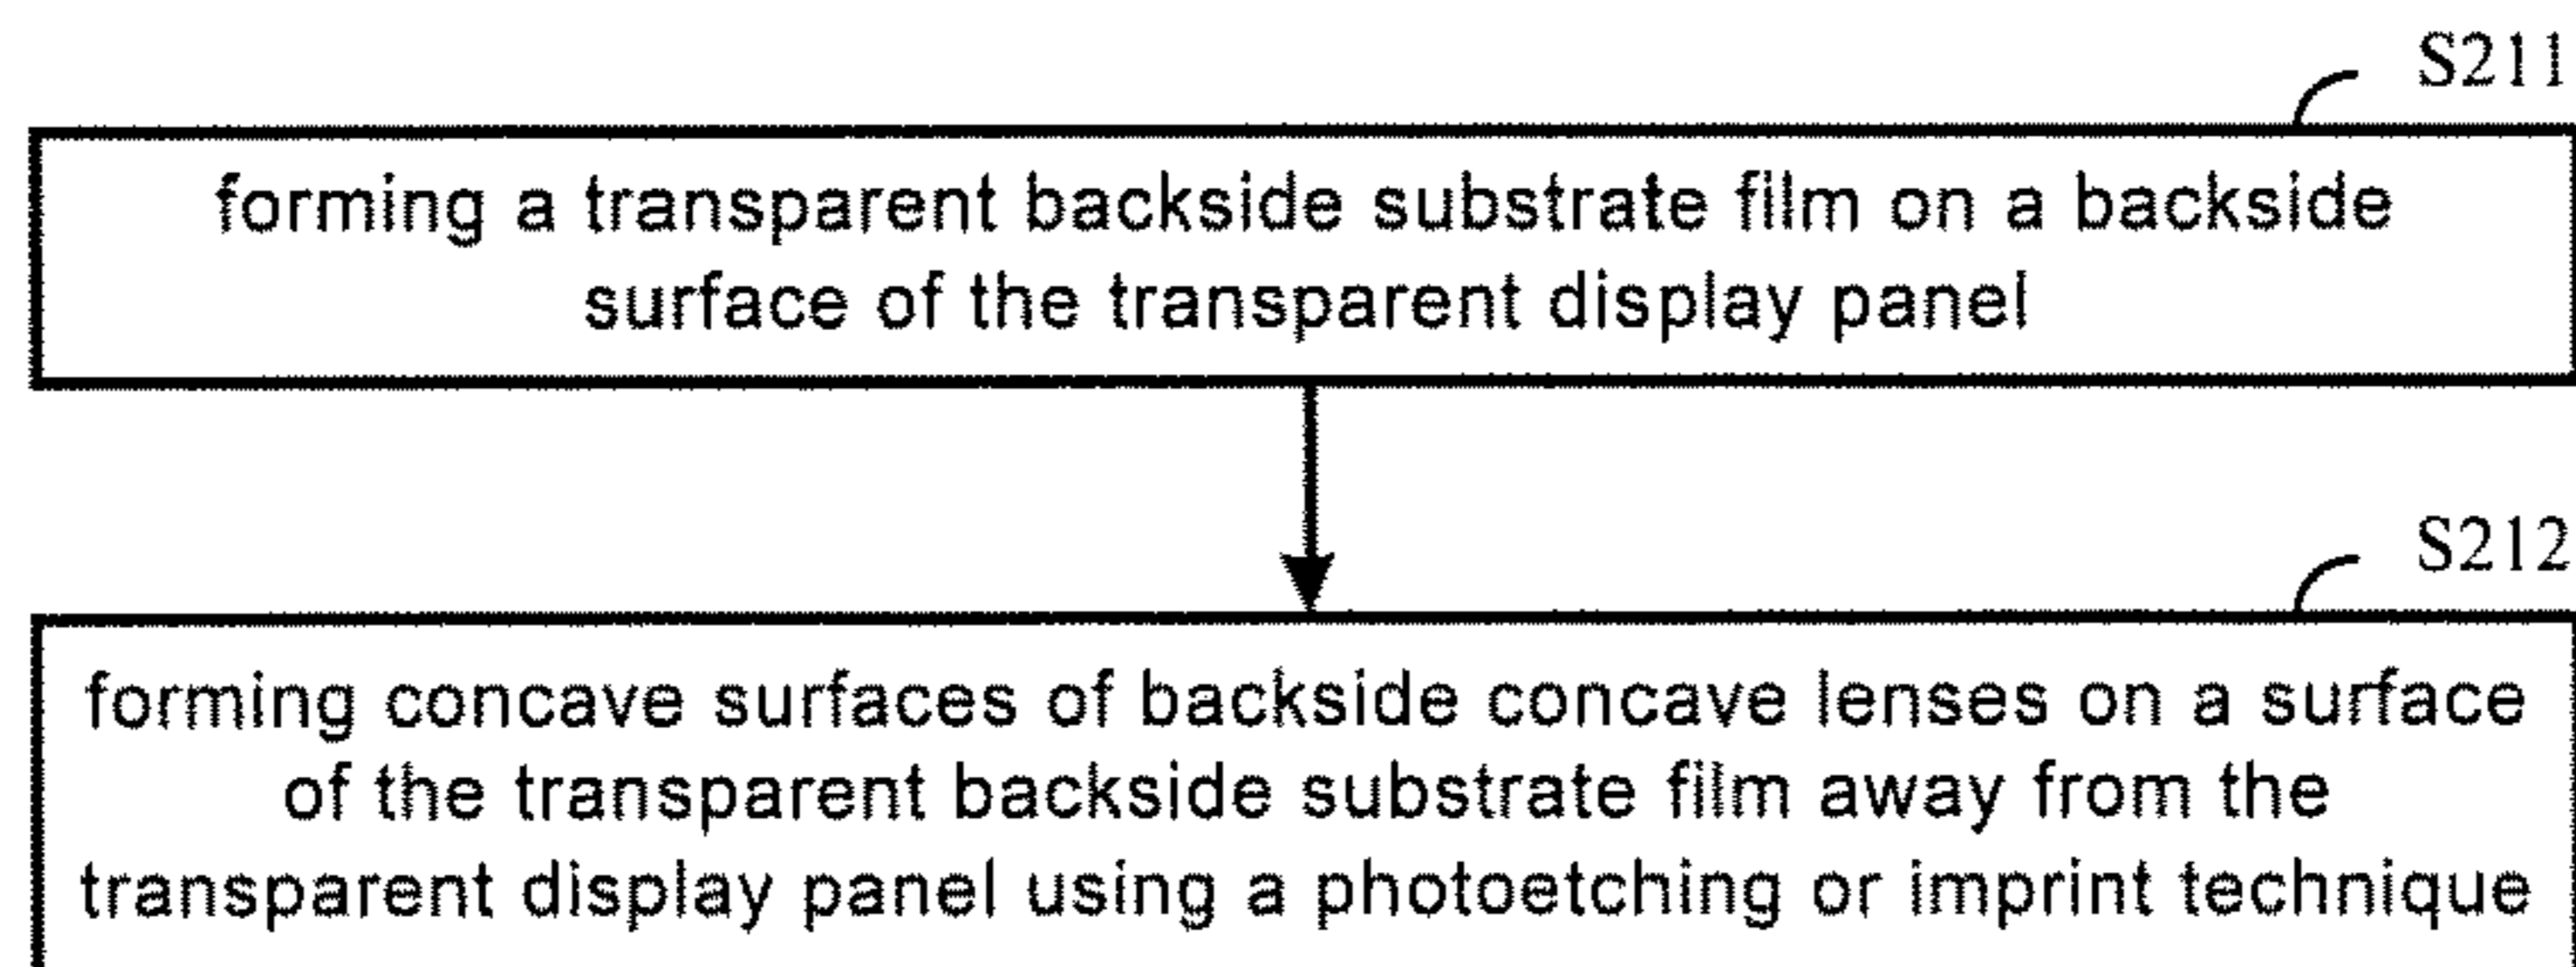 S211
forming a transparent backside substrate film on a backside
surface of the transparent display panel
S212
forming concave surfaces of backside concave lenses on a surface
of the transparent backside substrate film away from the
transparent display panel using a photoetching or imprint technique